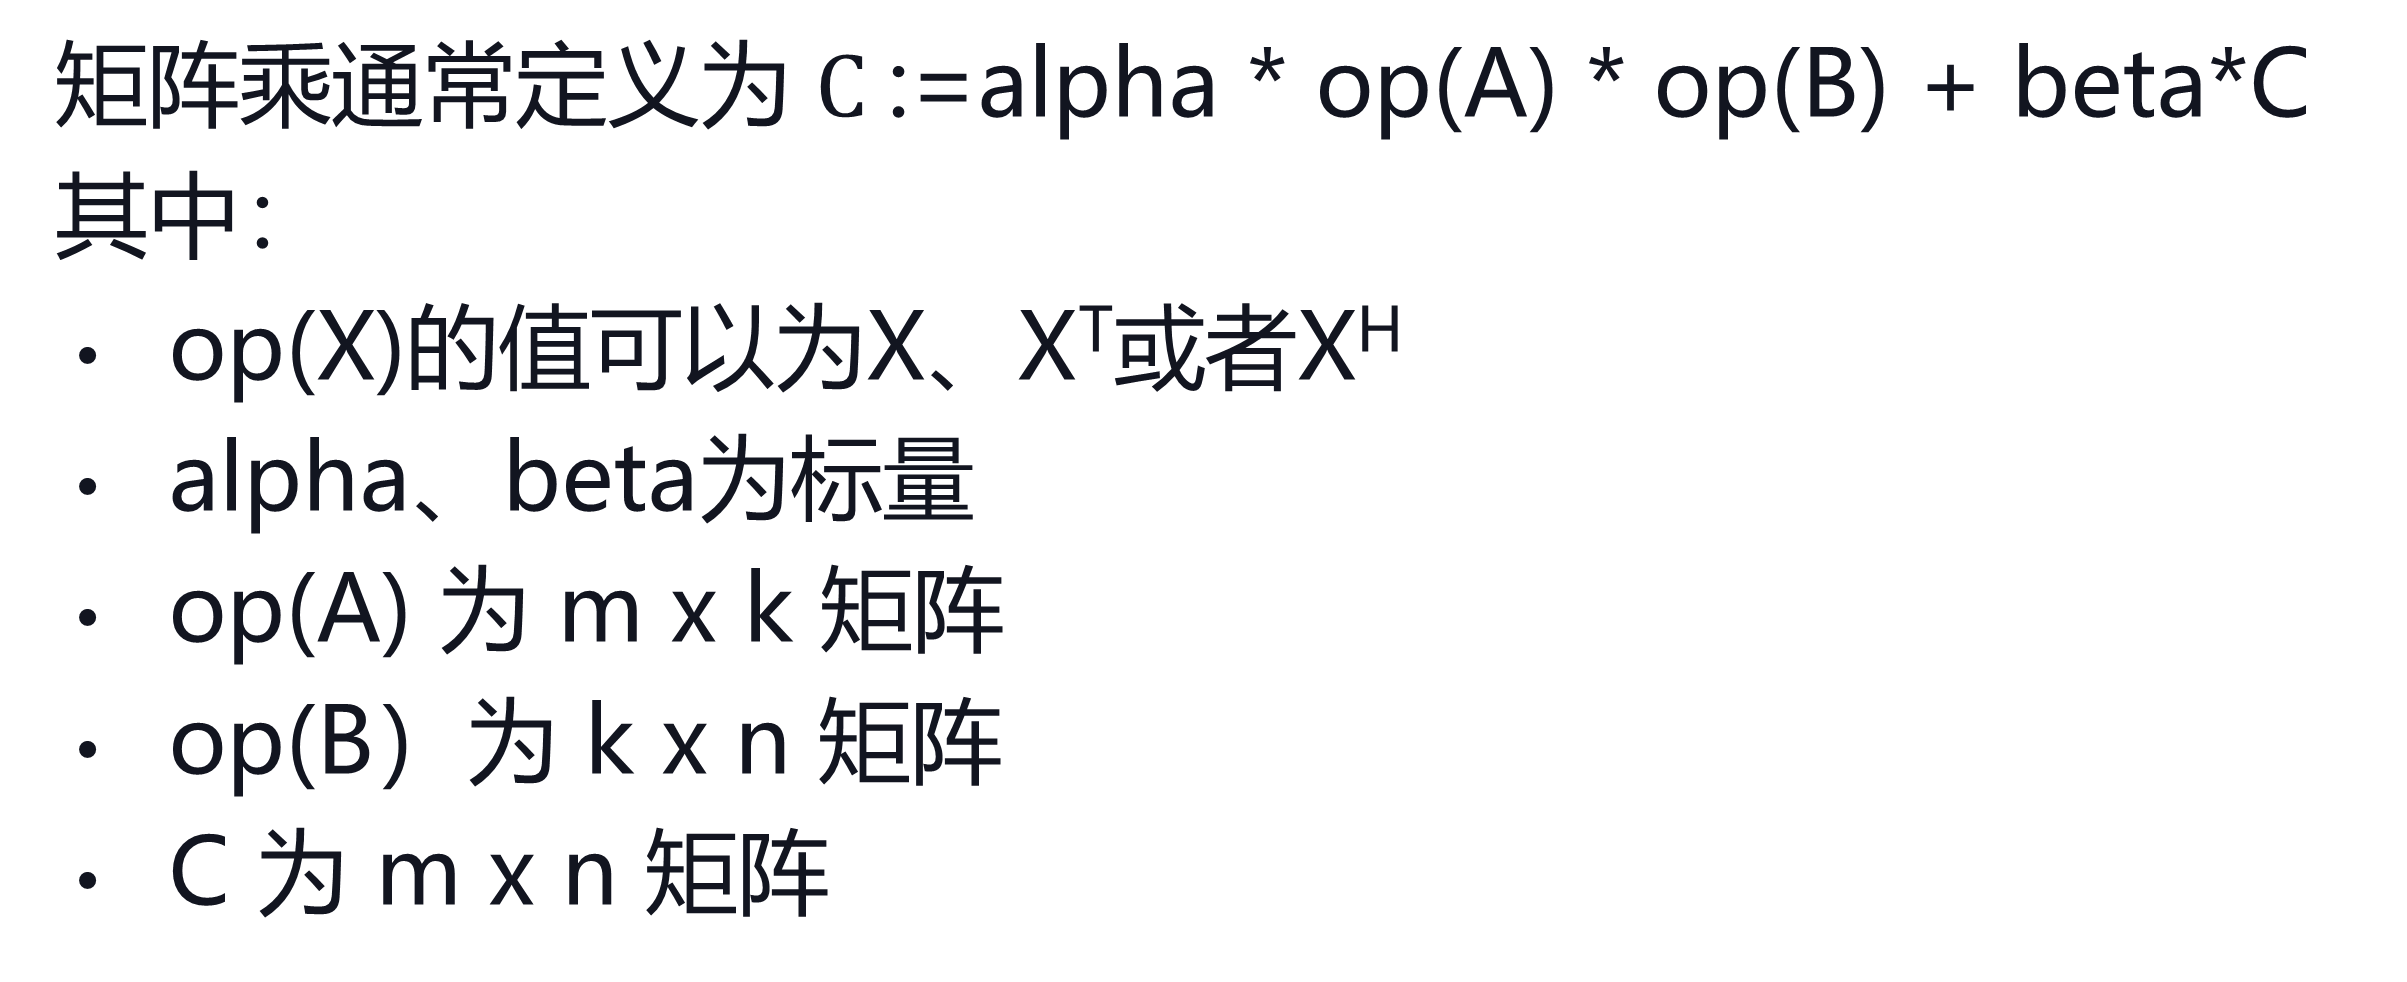 矩阵乘通常定义为 C :=alpha * op(A) * op(B) + beta*C
其中：
• op(X)的值可以为X、X^T或者X^H
• alpha、beta为标量
• op(A) 为 m x k 矩阵
• op(B）为 k x n 矩阵
• C 为 m x n 矩阵